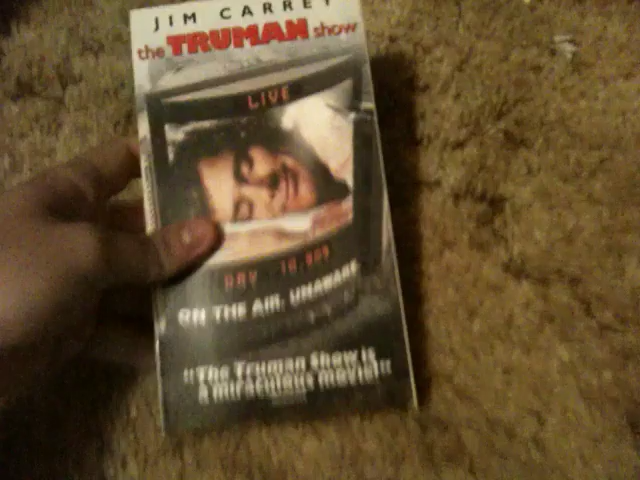 JIM CARREY
the TRUMAN show
LIVE
DAY 10,909
ON THE AIR. UNAWARE
"The Truman Show is
a miraculous movie!"